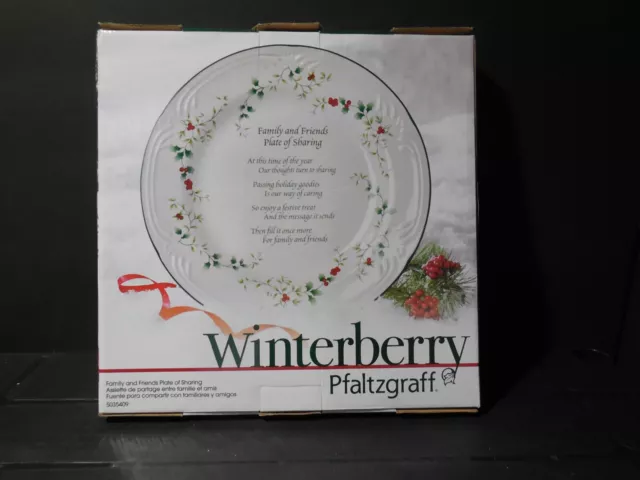 Family and Friends
Plate of Sharing
At this time of the year
Our thoughts turn to sharing
Passing holiday goodies
Is our way of caring
So enjoy a festive treat
And the message it sends
Then fill it once more
For family and friends
Winterberry
Pfaltzgraff
Family and Friends Plate of Sharing
Assiette de partage entre famille et amis
Fuente para compartir con familiares y amigos
5035409